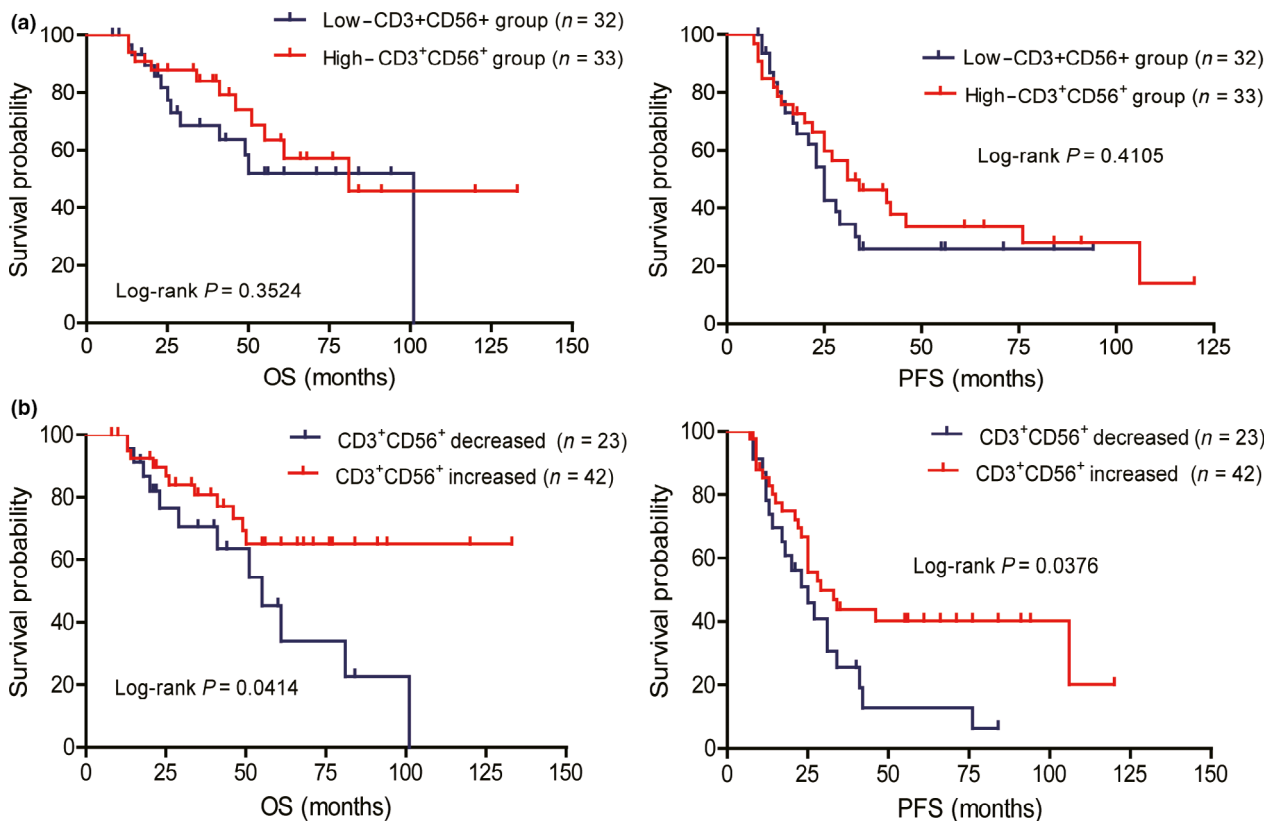 (a)
Low–CD3+CD56+ group (n = 32)
High–CD3⁺CD56⁺ group (n = 33)
100
80
60
40
20
0
Survival probability
Log-rank P = 0.3524
0 25 50 75 100 125 150
OS (months)
Low–CD3+CD56+ group (n = 32)
High–CD3⁺CD56⁺ group (n = 33)
100
80
60
40
20
0
Survival probability
Log-rank P = 0.4105
0 25 50 75 100 125
PFS (months)
(b)
CD3⁺CD56⁺ decreased (n = 23)
CD3⁺CD56⁺ increased (n = 42)
100
80
60
40
20
0
Survival probability
Log-rank P = 0.0414
0 25 50 75 100 125 150
OS (months)
CD3⁺CD56⁺ decreased (n = 23)
CD3⁺CD56⁺ increased (n = 42)
100
80
60
40
20
0
Survival probability
Log-rank P = 0.0376
0 25 50 75 100 125 150
PFS (months)